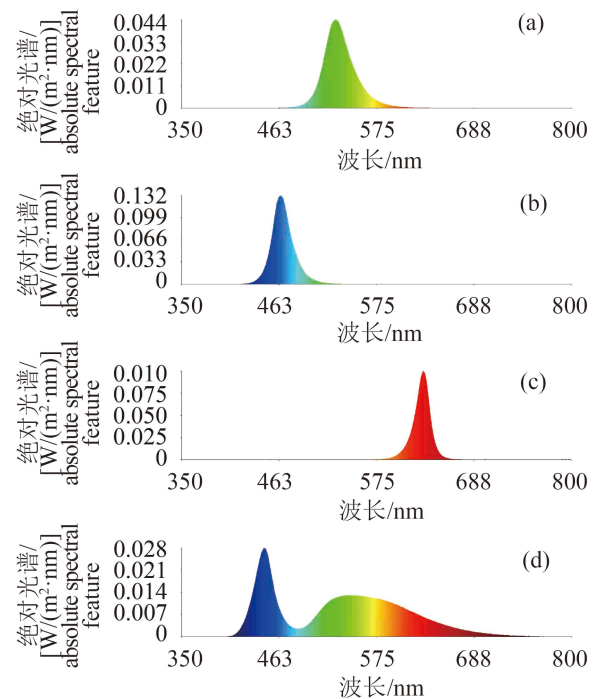 绝对光谱/
[W/(m²·nm)]
absolute spectral
feature
0.044
0.033
0.022
0.011
0
(a)
350
463
575
688
800
波长/nm
绝对光谱/
[W/(m²·nm)]
absolute spectral
feature
0.132
0.099
0.066
0.033
0
(b)
350
463
575
688
800
波长/nm
绝对光谱/
[W/(m²·nm)]
absolute spectral
feature
0.010
0.075
0.050
0.025
0
(c)
350
463
575
688
800
波长/nm
绝对光谱/
[W/(m²·nm)]
absolute spectral
feature
0.028
0.021
0.014
0.007
0
(d)
350
463
575
688
800
波长/nm